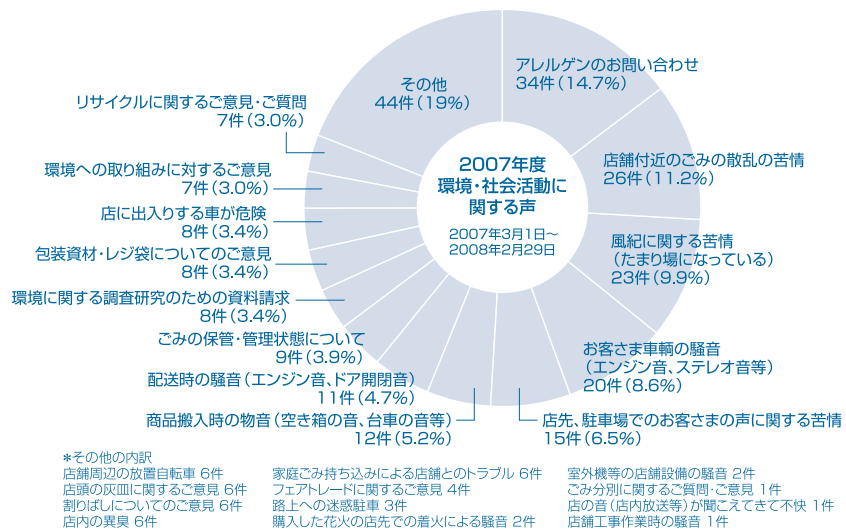 2007年度
環境・社会活動に
関する声
2007年3月1日～
2008年2月29日
アレルゲンのお問い合わせ
34件（14.7%）
店舗付近のごみの散乱の苦情
26件（11.2%）
風紀に関する苦情
（たまり場になっている）
23件（9.9%）
お客さま車輌の騒音
（エンジン音、ステレオ音等）
20件（8.6%）
店先、駐車場でのお客さまの声に関する苦情
15件（6.5%）
商品搬入時の物音（空き箱の音、台車の音等）
12件（5.2%）
配送時の騒音（エンジン音、ドア開閉音）
11件（4.7%）
ごみの保管・管理状態について
9件（3.9%）
環境に関する調査研究のための資料請求
8件（3.4%）
包装資材・レジ袋についてのご意見
8件（3.4%）
店に出入りする車が危険
8件（3.4%）
環境への取り組みに対するご意見
7件（3.0%）
リサイクルに関するご意見・ご質問
7件（3.0%）
その他
44件（19%）
＊その他の内訳
店舗周辺の放置自転車 6件
店頭の灰皿に関するご意見 6件
割りばしについてのご意見 6件
店内の異臭 6件
家庭ごみ持ち込みによる店舗とのトラブル 6件
フェアトレードに関するご意見 4件
路上への迷惑駐車 3件
購入した花火の店先での着火による騒音 2件
室外機等の店舗設備の騒音 2件
ごみ分別に関するご質問・ご意見 1件
店の音（店内放送等）が聞こえてきて不快 1件
店舗工事作業時の騒音 1件